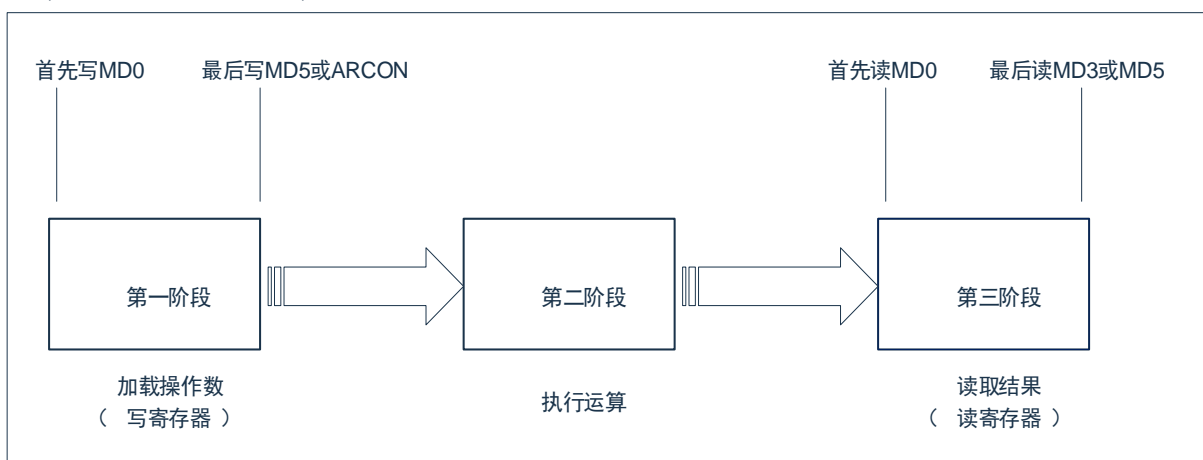 首先写MD0
最后写MD5或ARCON
首先读MD0
最后读MD3或MD5
第一阶段
第二阶段
第三阶段
加载操作数
（ 写寄存器 ）
执行运算
读取结果
（ 读寄存器 ）